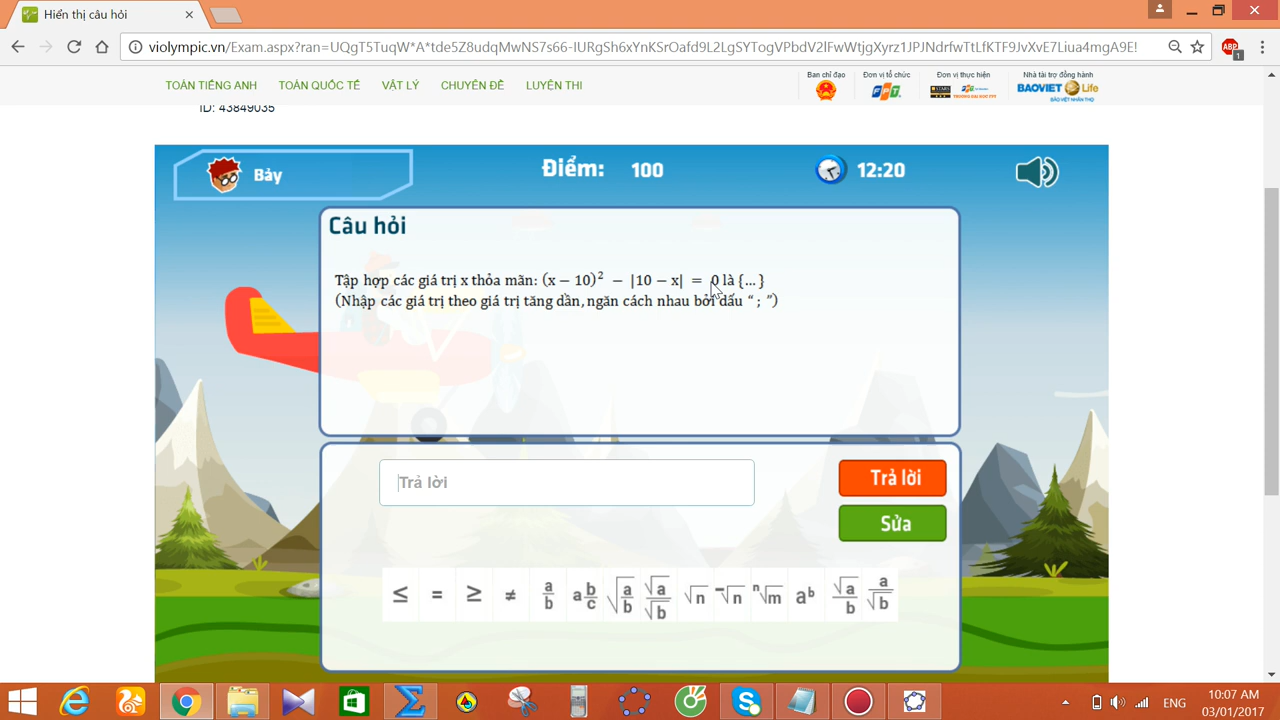 Hiển thị câu hỏi
violympic.vn/Exam.aspx?ran=UQgT5TuqW*A*tde5Z8udqMwNS7s66-IURgSh6xYnKSrOafd9L2LgSYTogVPbdV2lFwWtjgXyrz1JPJNdrfwTtLfKTF9JvXvE7Liua4mgA9E!
ABP
1
TOÁN TIẾNG ANH TOÁN QUỐC TẾ VẬT LÝ CHUYÊN ĐỀ LUYỆN THI
Ban chỉ đạo Đơn vị tổ chức Đơn vị thực hiện Nhà tài trợ đồng hành
FPT BAOVIET Life
ID: 43849035
Bảy Điểm: 100 12:20
Câu hỏi
Tập hợp các giá trị x thỏa mãn: (x − 10)² − |10 − x| = 0 là {…}
(Nhập các giá trị theo giá trị tăng dần, ngăn cách nhau bởi dấu “ ; ”)
Trả lời
Trả lời
Sửa
≤ = ≥ ≠ a/b a b/c √(a/b) √a/√b √n −√n ⁿ√m aᵇ √a/b a/√b
ENG
10:07 AM
03/01/2017